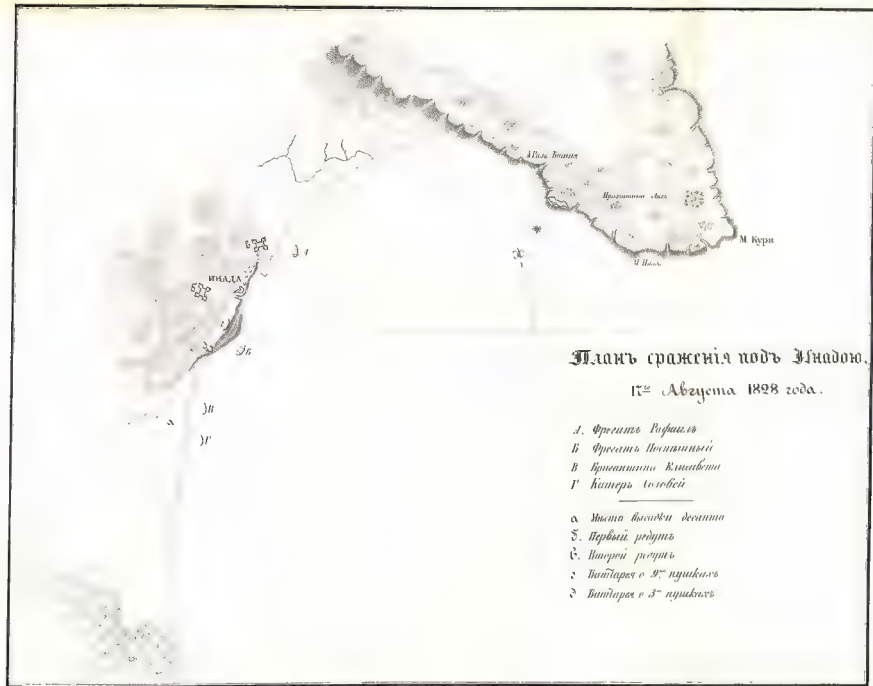 М. Кури
ИНАДА
А
Б
В
Г
а
Планъ сраженія подъ Инадою.
17го Августа 1828 года.
А. Фрегатъ Рафаилъ
Б Фрегатъ Поспѣшный
В Бригантина Елисавета
Г Катеръ Соловей
а Мѣсто высадки десанта
б. Первый редутъ
в. Второй редутъ
г Баттарея о 9ти пушкахъ
д Баттарея о 3хъ пушкахъ